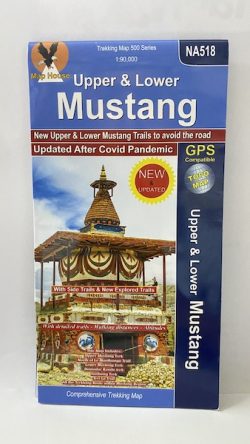 Trekking Map 500 Series
NA518
1:90,000
Map House
Upper & Lower
Mustang
New Upper & Lower Mustang Trails to avoid the road
Updated After Covid Pandemic
GPS
Compatible
NEW
& UPDATED
With Side Trails & New Explored Trails
With detailed trails - Walking distances - Altitudes
Upper & Lower Mustang
Comprehensive Trekking Map